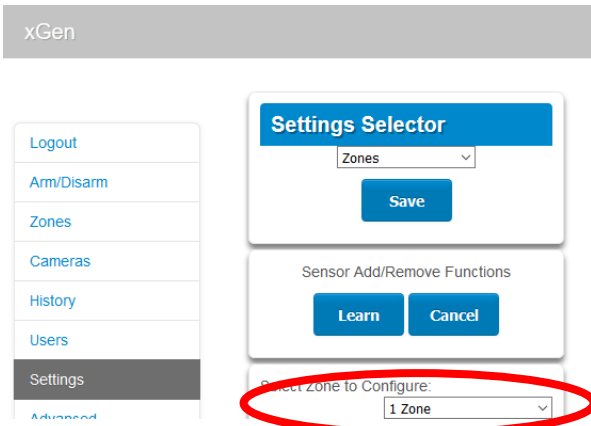 xGen
Logout
Arm/Disarm
Zones
Cameras
History
Users
Settings
Advanced
Settings Selector
Zones
Save
Sensor Add/Remove Functions
Learn Cancel
Select Zone to Configure:
1 Zone